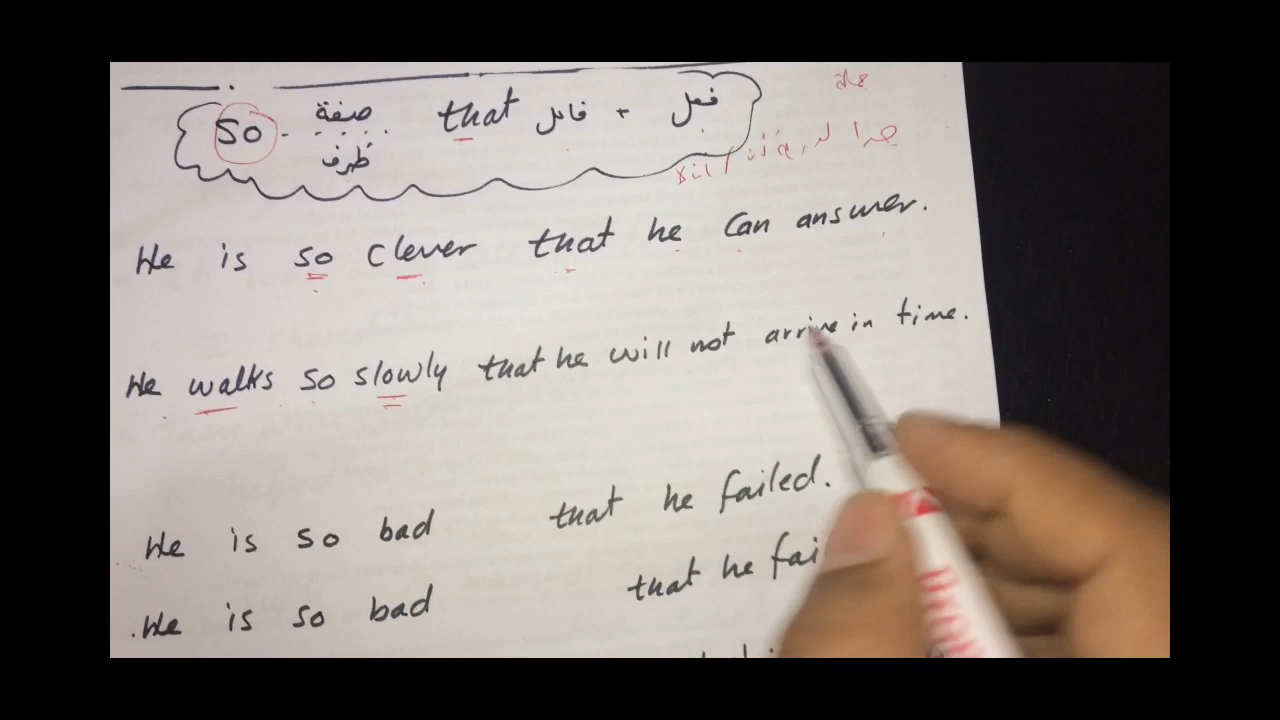 So صفة that فاعل + فعل
ظرف
He is so clever that he can answer.
He walks so slowly that he will not arrive in time.
He is so bad that he failed.
He is so bad that he fai